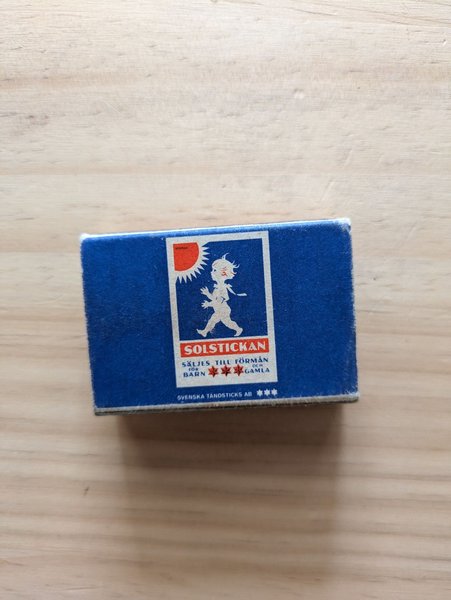 SOLSTICKAN
SÄLJES TILL FÖRMÅN
FÖR BARN OCH GAMLA
SVENSKA TÄNDSTICKS AB